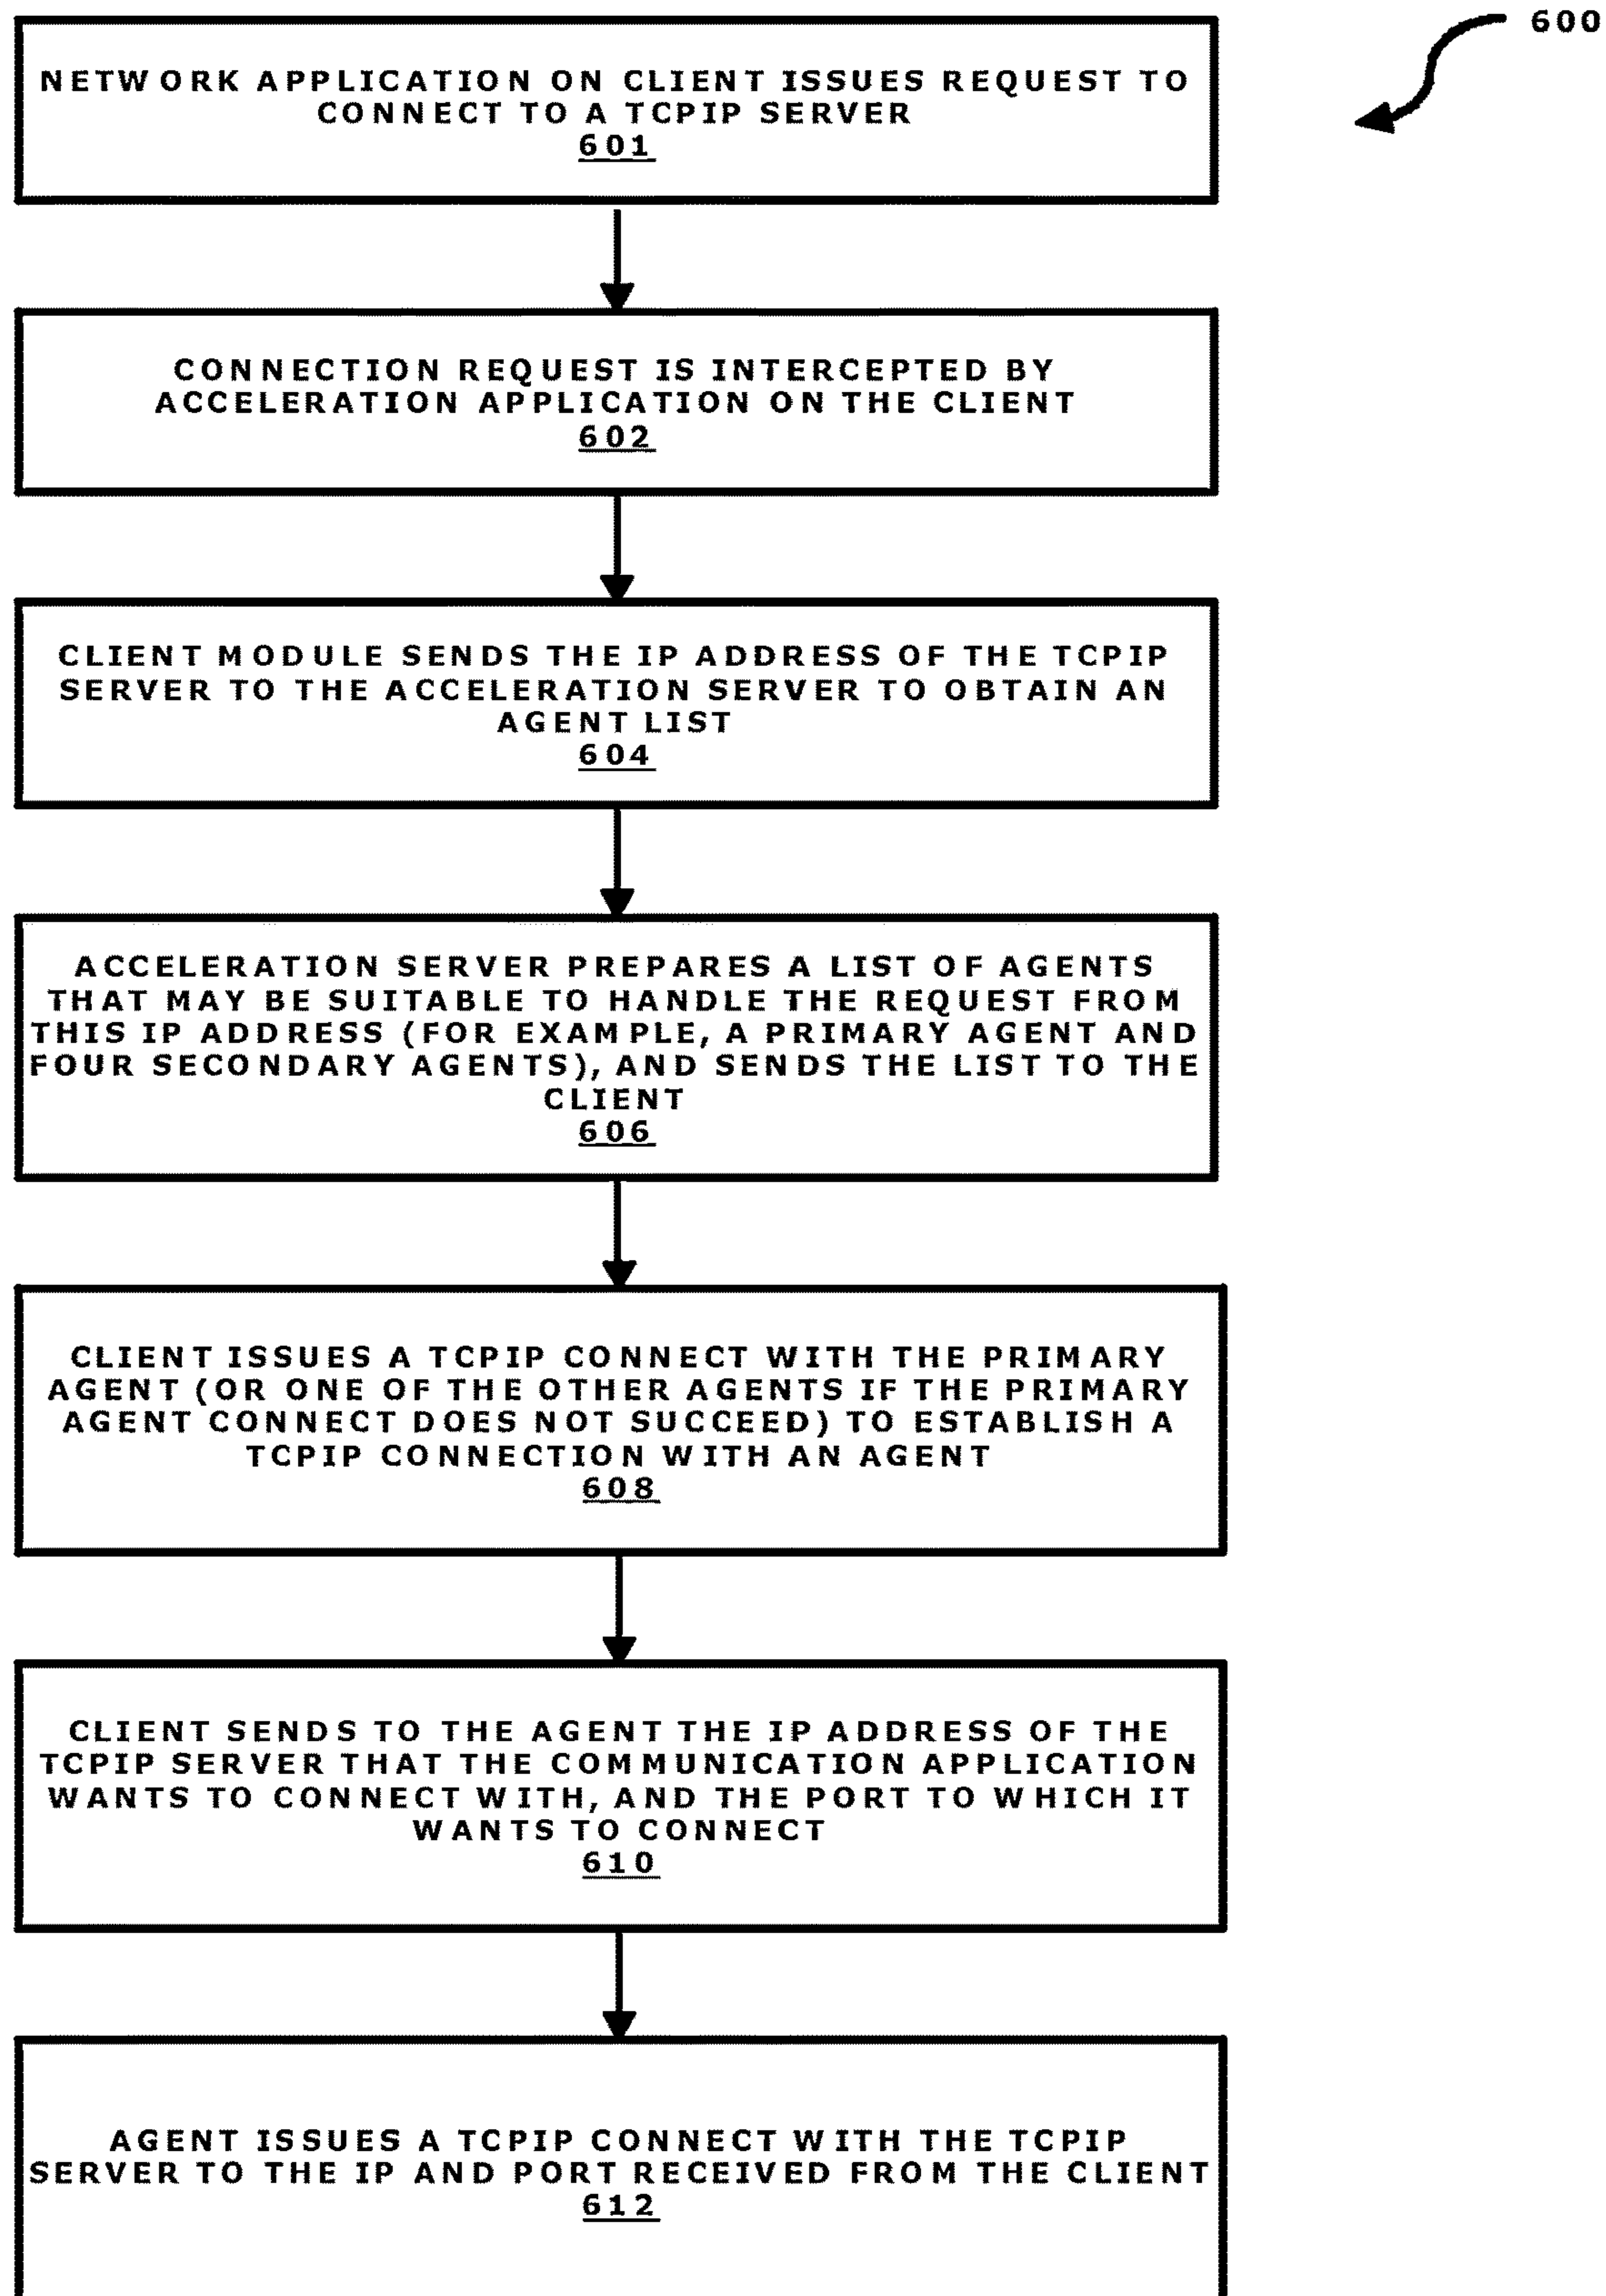 600
NETWORK APPLICATION ON CLIENT ISSUES REQUEST TO
CONNECT TO A TCPIP SERVER
601
CONNECTION REQUEST IS INTERCEPTED BY
ACCELERATION APPLICATION ON THE CLIENT
602
CLIENT MODULE SENDS THE IP ADDRESS OF THE TCPIP
SERVER TO THE ACCELERATION SERVER TO OBTAIN AN
AGENT LIST
604
ACCELERATION SERVER PREPARES A LIST OF AGENTS
THAT MAY BE SUITABLE TO HANDLE THE REQUEST FROM
THIS IP ADDRESS (FOR EXAMPLE, A PRIMARY AGENT AND
FOUR SECONDARY AGENTS), AND SENDS THE LIST TO THE
CLIENT
606
CLIENT ISSUES A TCPIP CONNECT WITH THE PRIMARY
AGENT (OR ONE OF THE OTHER AGENTS IF THE PRIMARY
AGENT CONNECT DOES NOT SUCCEED) TO ESTABLISH A
TCPIP CONNECTION WITH AN AGENT
608
CLIENT SENDS TO THE AGENT THE IP ADDRESS OF THE
TCPIP SERVER THAT THE COMMUNICATION APPLICATION
WANTS TO CONNECT WITH, AND THE PORT TO WHICH IT
WANTS TO CONNECT
610
AGENT ISSUES A TCPIP CONNECT WITH THE TCPIP
SERVER TO THE IP AND PORT RECEIVED FROM THE CLIENT
612